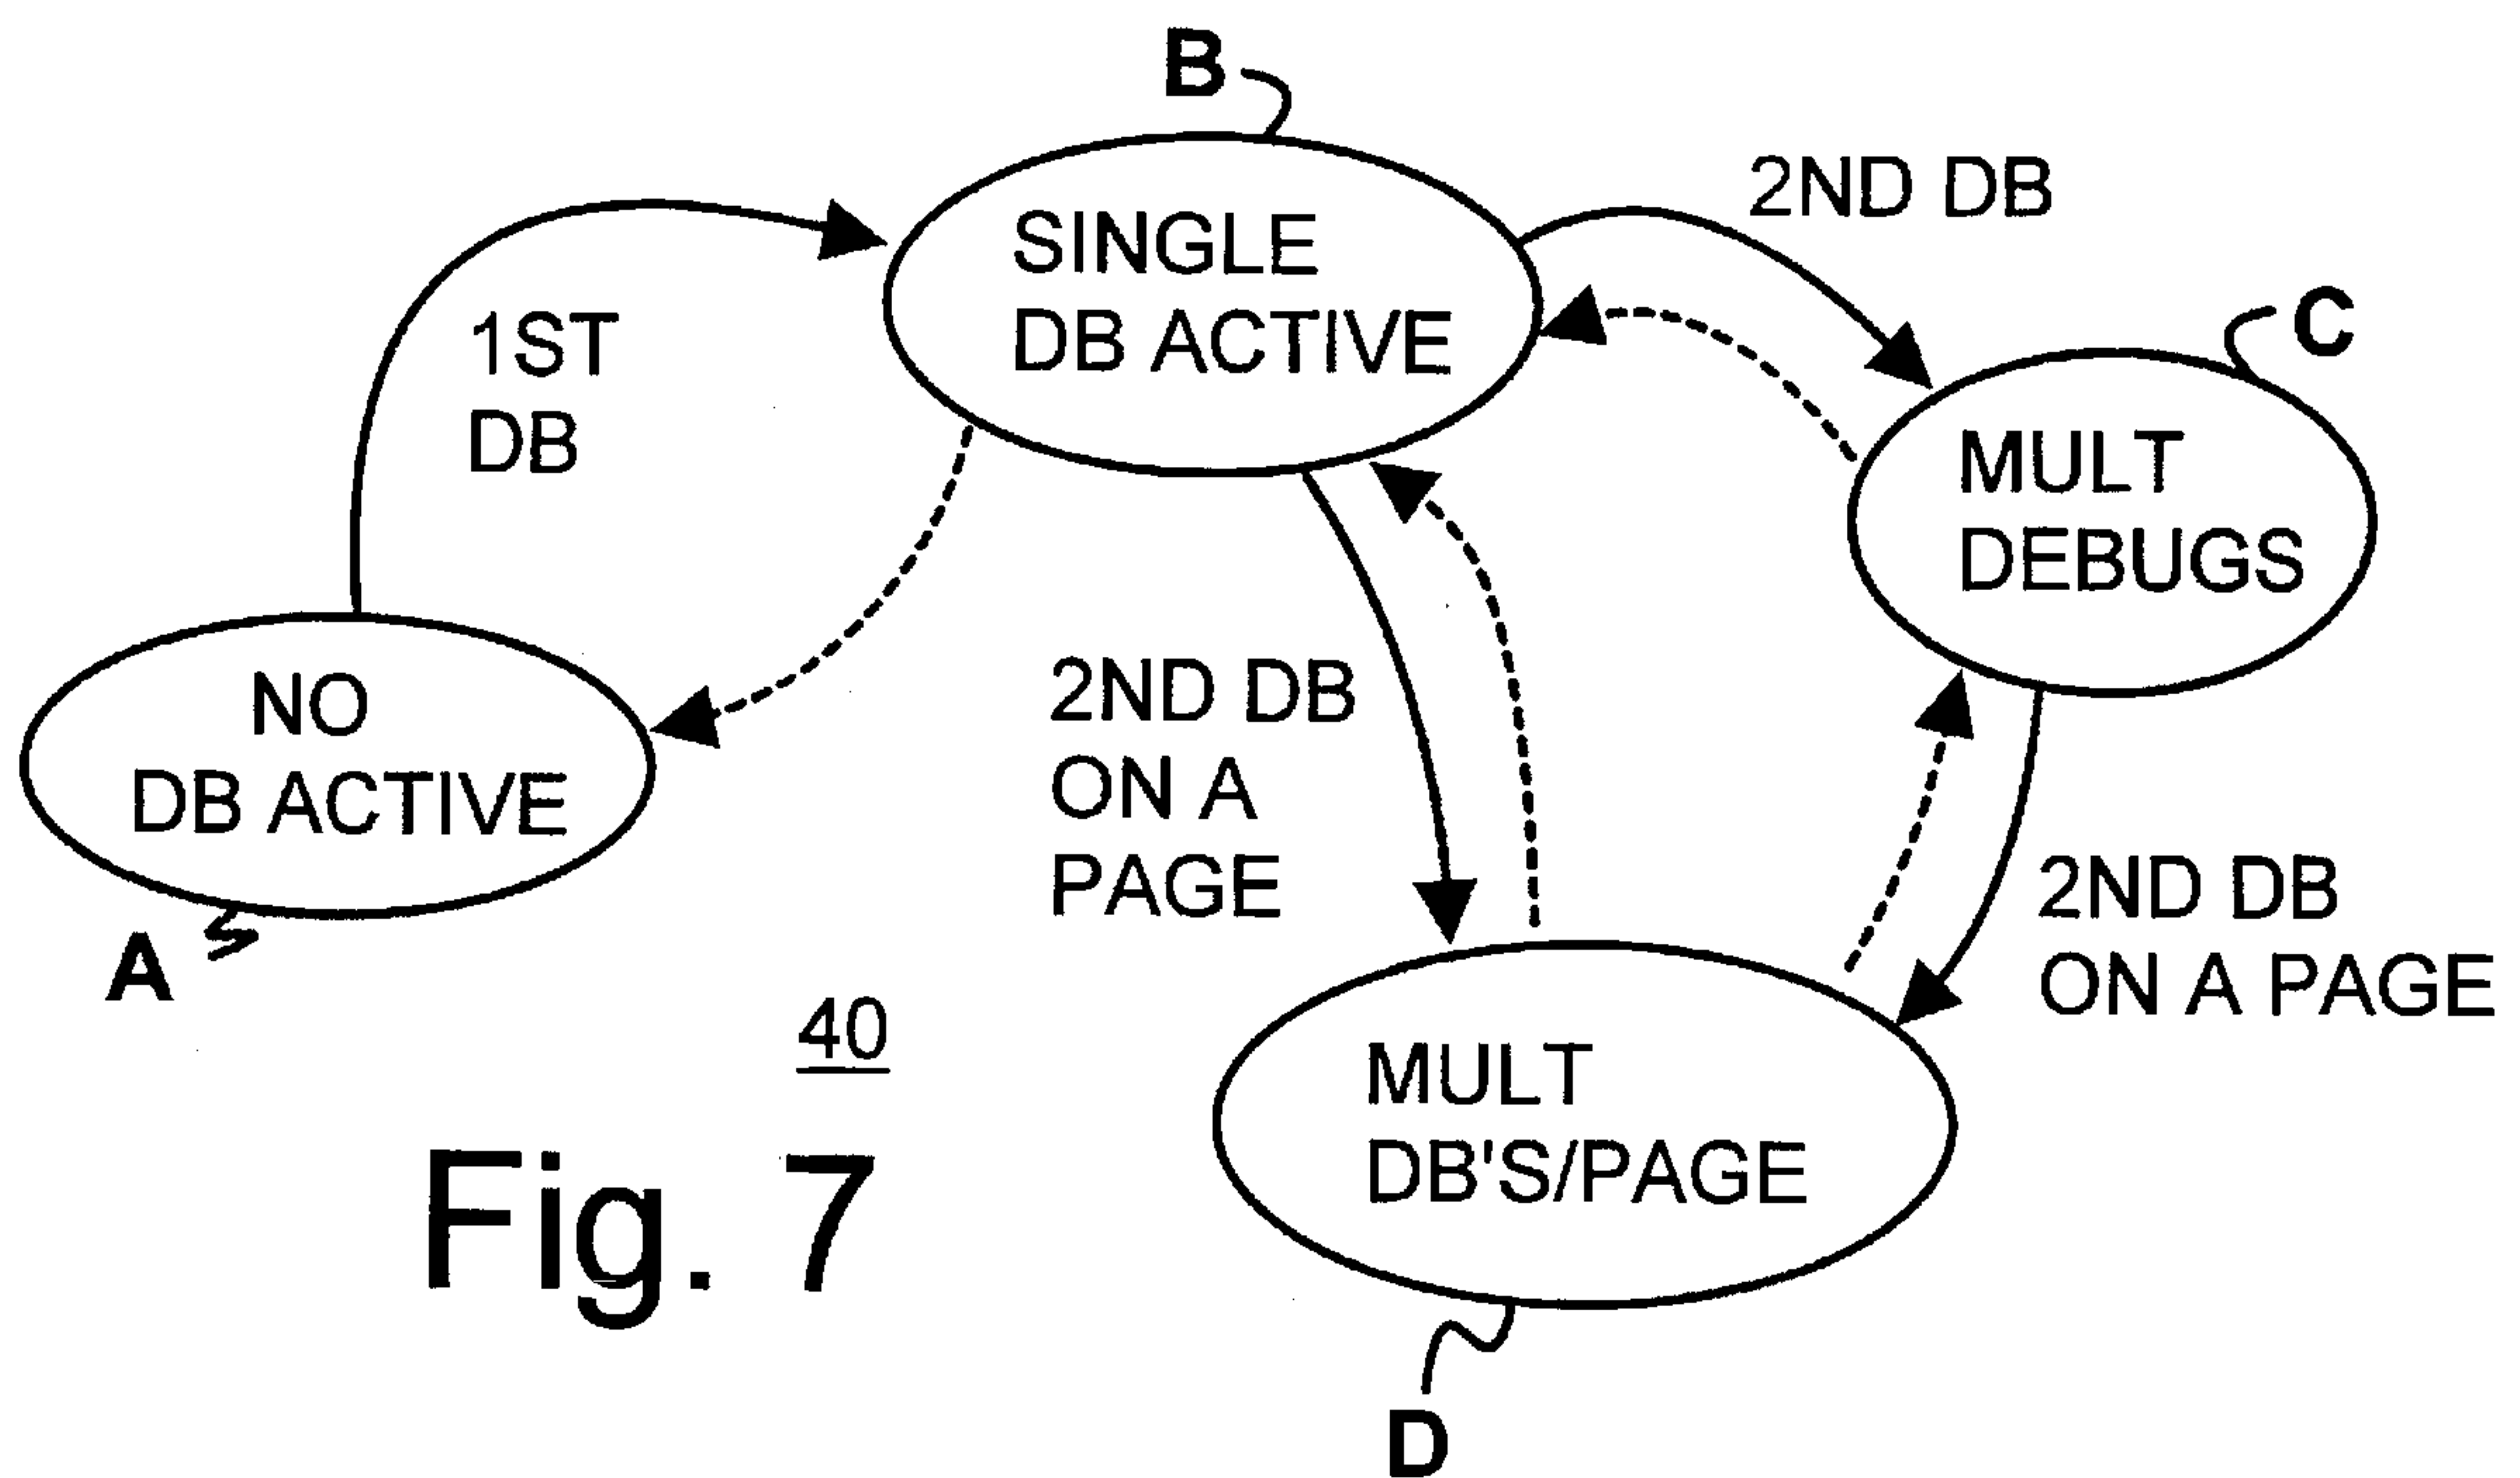 B
SINGLE
DB ACTIVE
2ND DB
C
1ST
DB
MULT
DEBUGS
NO
DB ACTIVE
A
2ND DB
ON A
PAGE
2ND DB
ON A PAGE
40
MULT
DB'S/PAGE
Fig. 7
D